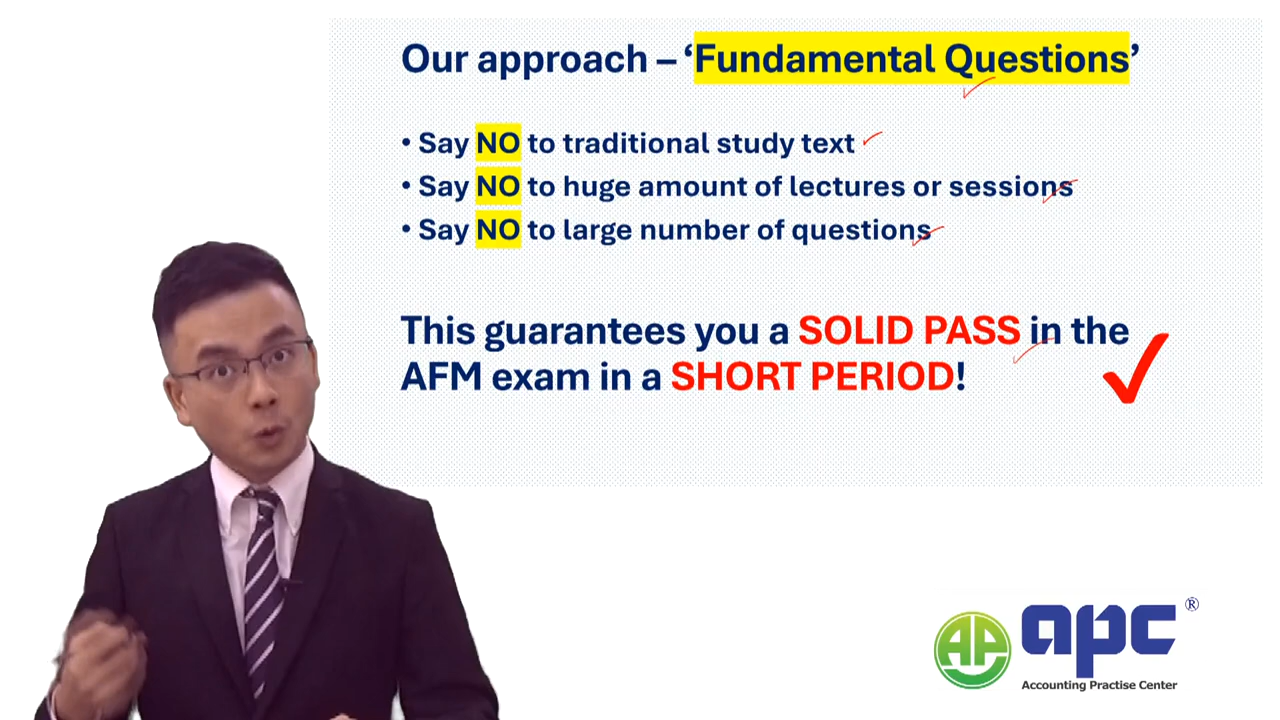 Our approach – ‘Fundamental Questions’
• Say NO to traditional study text
• Say NO to huge amount of lectures or sessions
• Say NO to large number of questions
This guarantees you a SOLID PASS in the
AFM exam in a SHORT PERIOD!
AP
apc ®
Accounting Practise Center